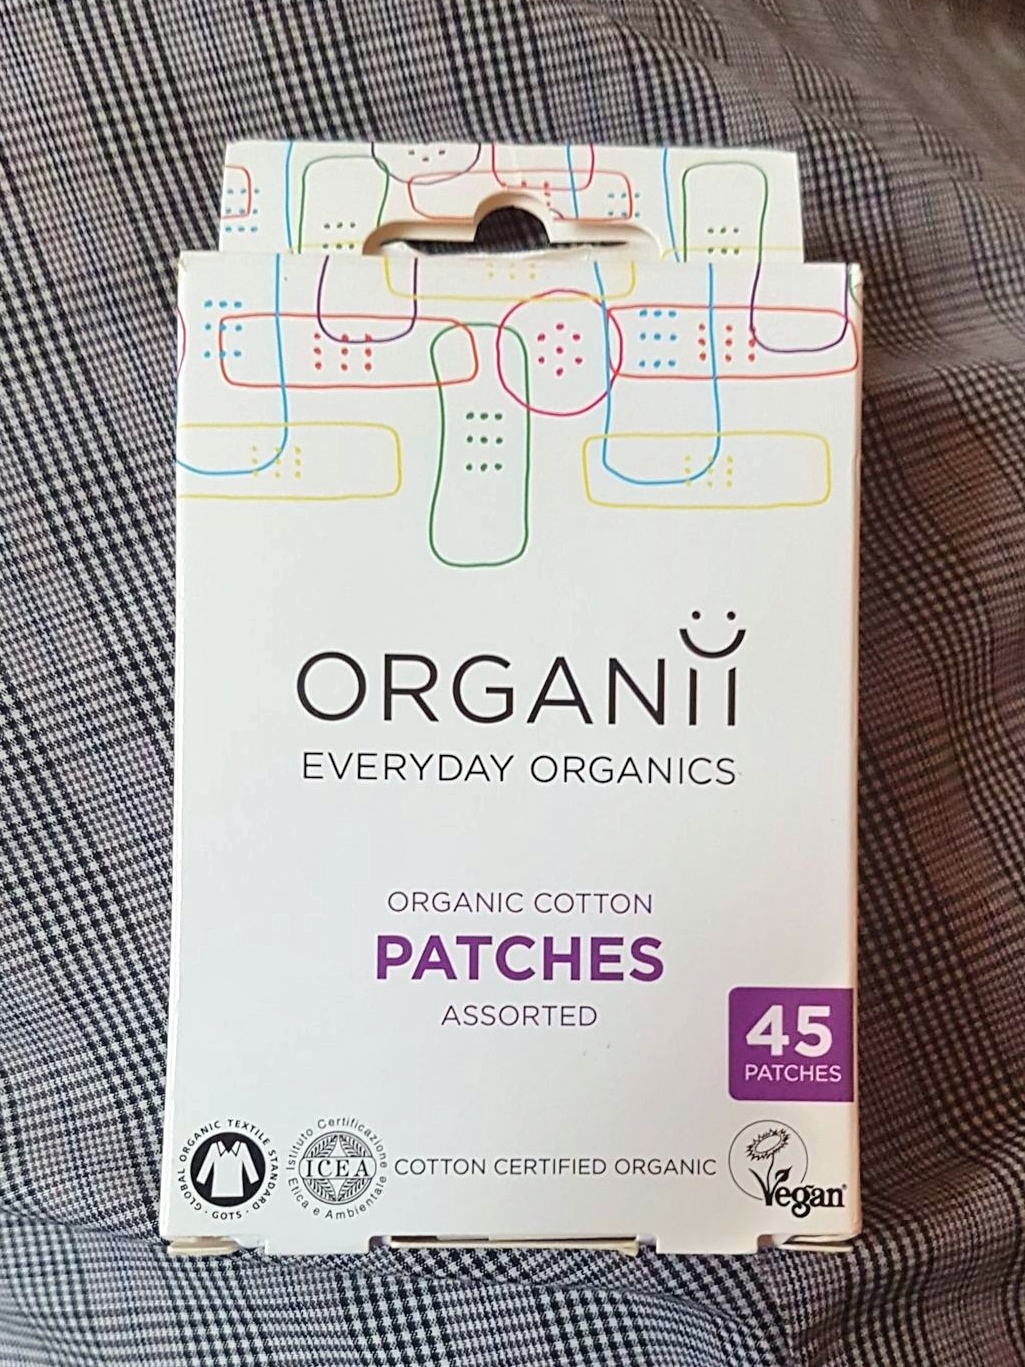 ORGANii
EVERYDAY ORGANICS
ORGANIC COTTON
PATCHES
ASSORTED
45
PATCHES
GLOBAL ORGANIC TEXTILE STANDARD · GOTS ·
Istituto Certificazione Etica e Ambientale
ICEA
COTTON CERTIFIED ORGANIC
Vegan®